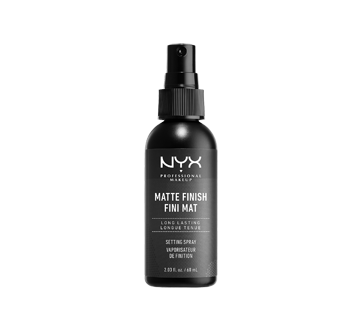 NYX
PROFESSIONAL
MAKEUP
MATTE FINISH
FINI MAT
LONG LASTING
LONGUE TENUE
SETTING SPRAY
VAPORISATEUR
DE FINITION
2.03 fl. oz. / 60 mL